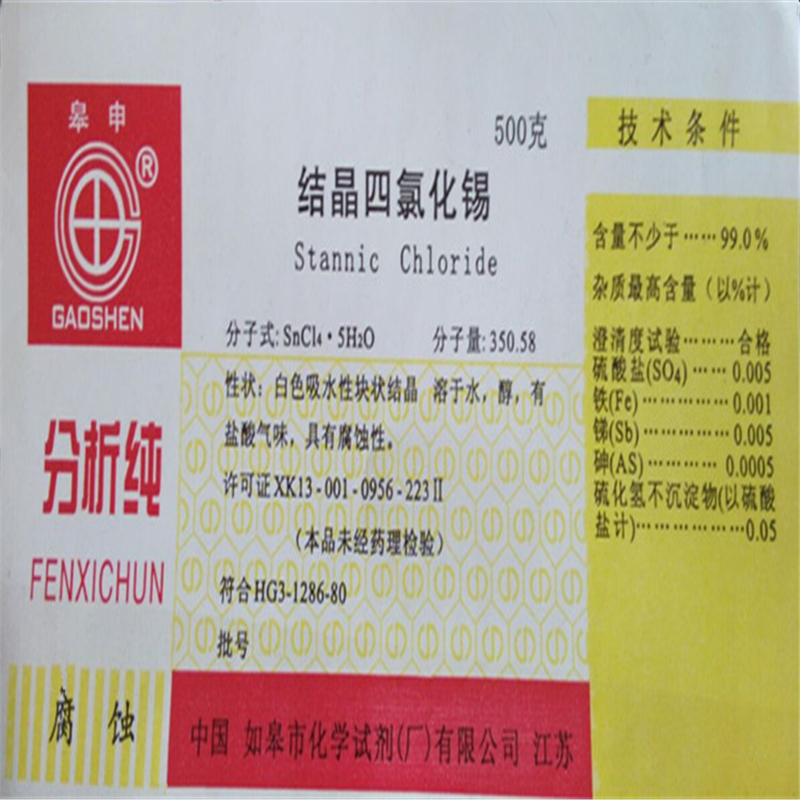 皋申
®
GAOSHEN
分析纯
FENXICHUN
腐蚀
500克
结晶四氯化锡
Stannic Chloride
分子式:SnCl₄·5H₂O 分子量:350.58
性状:白色吸水性块状结晶 溶于水,醇,有
盐酸气味,具有腐蚀性。
许可证XK13-001-0956-223Ⅱ
(本品未经药理检验)
符合HG3-1286-80
批号
中国 如皋市化学试剂(厂)有限公司 江苏
技术条件
含量不少于……99.0%
杂质最高含量(以%计)
澄清度试验………合格
硫酸盐(SO₄)……0.005
铁(Fe)……………0.001
锑(Sb)……………0.005
砷(AS)…………0.0005
硫化氢不沉淀物(以硫酸
盐计)………………0.05